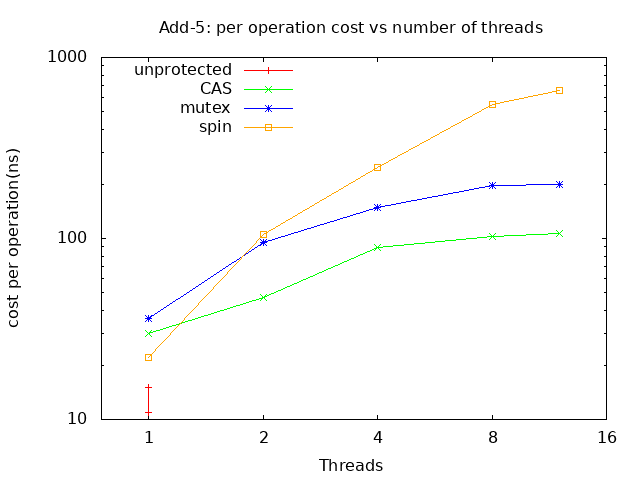 Add-5: per operation cost vs number of threads
1000
unprotected
CAS
mutex
spin
cost per operation(ns)
100
10
1 2 4 8 16
Threads